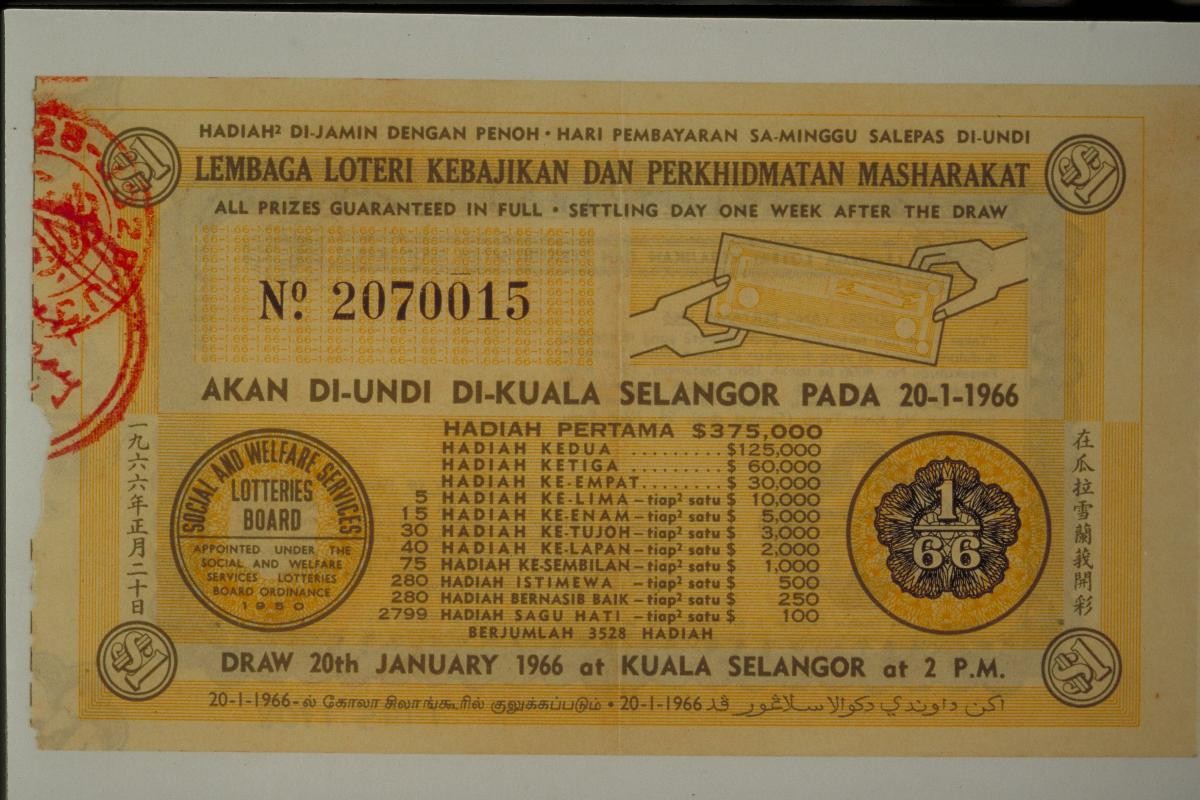 HADIAH² DI-JAMIN DENGAN PENOH • HARI PEMBAYARAN SA-MINGGU SALEPAS DI-UNDI
LEMBAGA LOTERI KEBAJIKAN DAN PERKHIDMATAN MASHARAKAT
ALL PRIZES GUARANTEED IN FULL • SETTLING DAY ONE WEEK AFTER THE DRAW
Nº 2070015
AKAN DI-UNDI DI-KUALA SELANGOR PADA 20-1-1966
一九六六年正月二十日
SOCIAL AND WELFARE SERVICES
LOTTERIES
BOARD
APPOINTED UNDER THE
SOCIAL AND WELFARE
SERVICES LOTTERIES
BOARD ORDINANCE
1950
HADIAH PERTAMA $375,000
HADIAH KEDUA ........ $125,000
HADIAH KETIGA ........ $ 60,000
HADIAH KE-EMPAT........ $ 30,000
5 HADIAH KE-LIMA – tiap² satu $ 10,000
15 HADIAH KE-ENAM – tiap² satu $ 5,000
30 HADIAH KE-TUJOH – tiap² satu $ 3,000
40 HADIAH KE-LAPAN – tiap² satu $ 2,000
75 HADIAH KE-SEMBILAN – tiap² satu $ 1,000
280 HADIAH ISTIMEWA – tiap² satu $ 500
280 HADIAH BERNASIB BAIK – tiap² satu $ 250
2799 HADIAH SAGU HATI – tiap² satu $ 100
BERJUMLAH 3528 HADIAH
1
66
在瓜拉雪蘭莪開彩
$1
$1
$1
$1
DRAW 20th JANUARY 1966 at KUALA SELANGOR at 2 P.M.
20-1-1966-ல் கோலா சிலாங்கூரில் குலுக்கப்படும் • 20-1-1966 اكن داوندي دكوالا سلاڠور ڤد